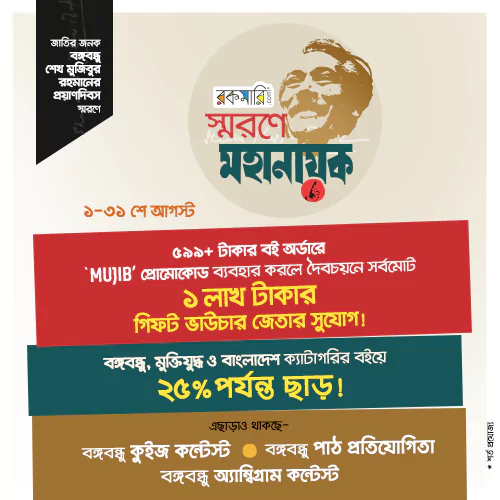 জাতির জনক
বঙ্গবন্ধু
শেখ মুজিবুর
রহমানের
প্রয়াণদিবস
স্মরণে
রকমারি.com
স্মরণে
মহানায়ক
১-৩১ শে আগস্ট
৫৯৯+ টাকার বই অর্ডারে
`MUJIB' প্রোমোকোড ব্যবহার করলে দৈবচয়নে সর্বমোট
১ লাখ টাকার
গিফট ভাউচার জেতার সুযোগ!
বঙ্গবন্ধু, মুক্তিযুদ্ধ ও বাংলাদেশ ক্যাটাগরির বইয়ে
২৫% পর্যন্ত ছাড়!
এছাড়াও থাকছে-
বঙ্গবন্ধু কুইজ কন্টেস্ট ● বঙ্গবন্ধু পাঠ প্রতিযোগিতা
বঙ্গবন্ধু অ্যাম্বিগ্রাম কন্টেস্ট
* শর্ত প্রযোজ্য